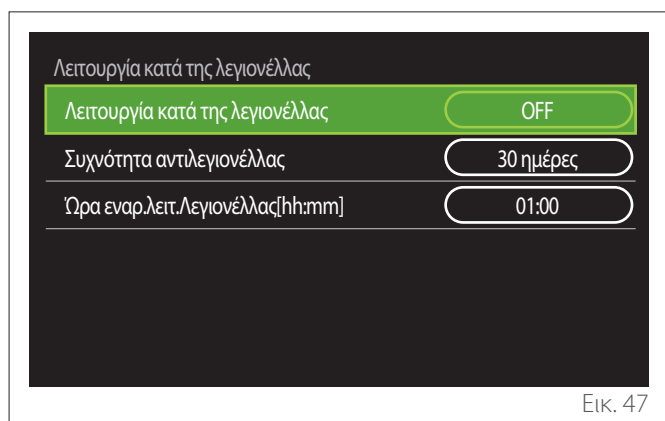 Λειτουργία κατά της λεγιονέλλας
Λειτουργία κατά της λεγιονέλλας OFF
Συχνότητα αντιλεγιονέλλας 30 ημέρες
Ώρα εναρ.λειτ.Λεγιονέλλας[hh:mm] 01:00
Εικ. 47